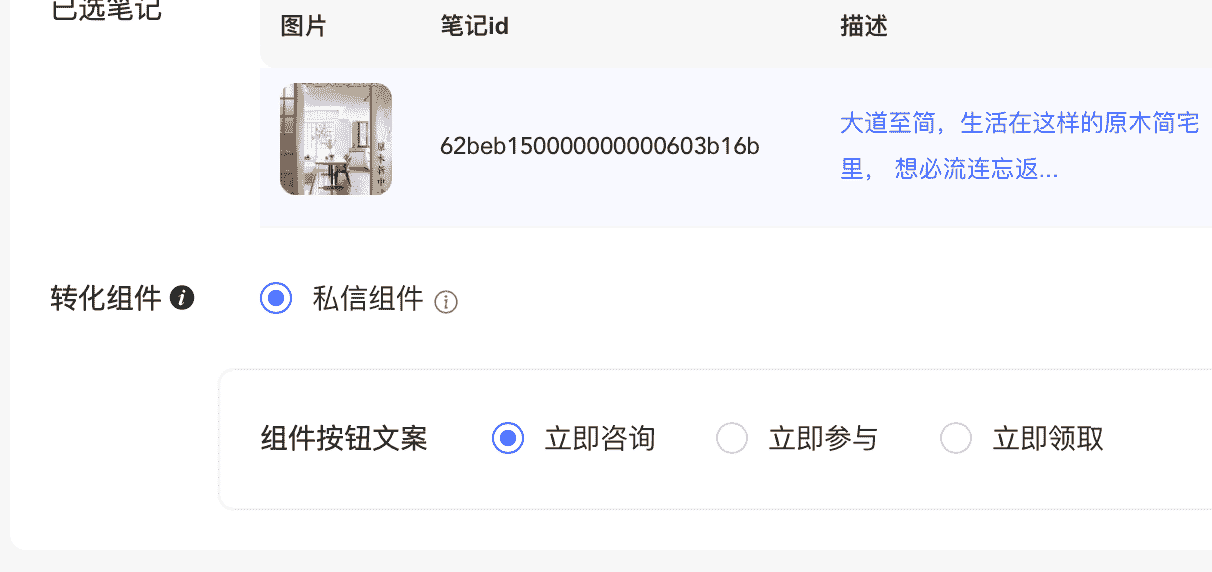 已选笔记
图片 笔记id 描述
大道至简，生活在这样的原木简宅
62beb150000000000603b16b
里， 想必流连忘返...
转化组件 私信组件
组件按钮文案 立即咨询 立即参与 立即领取